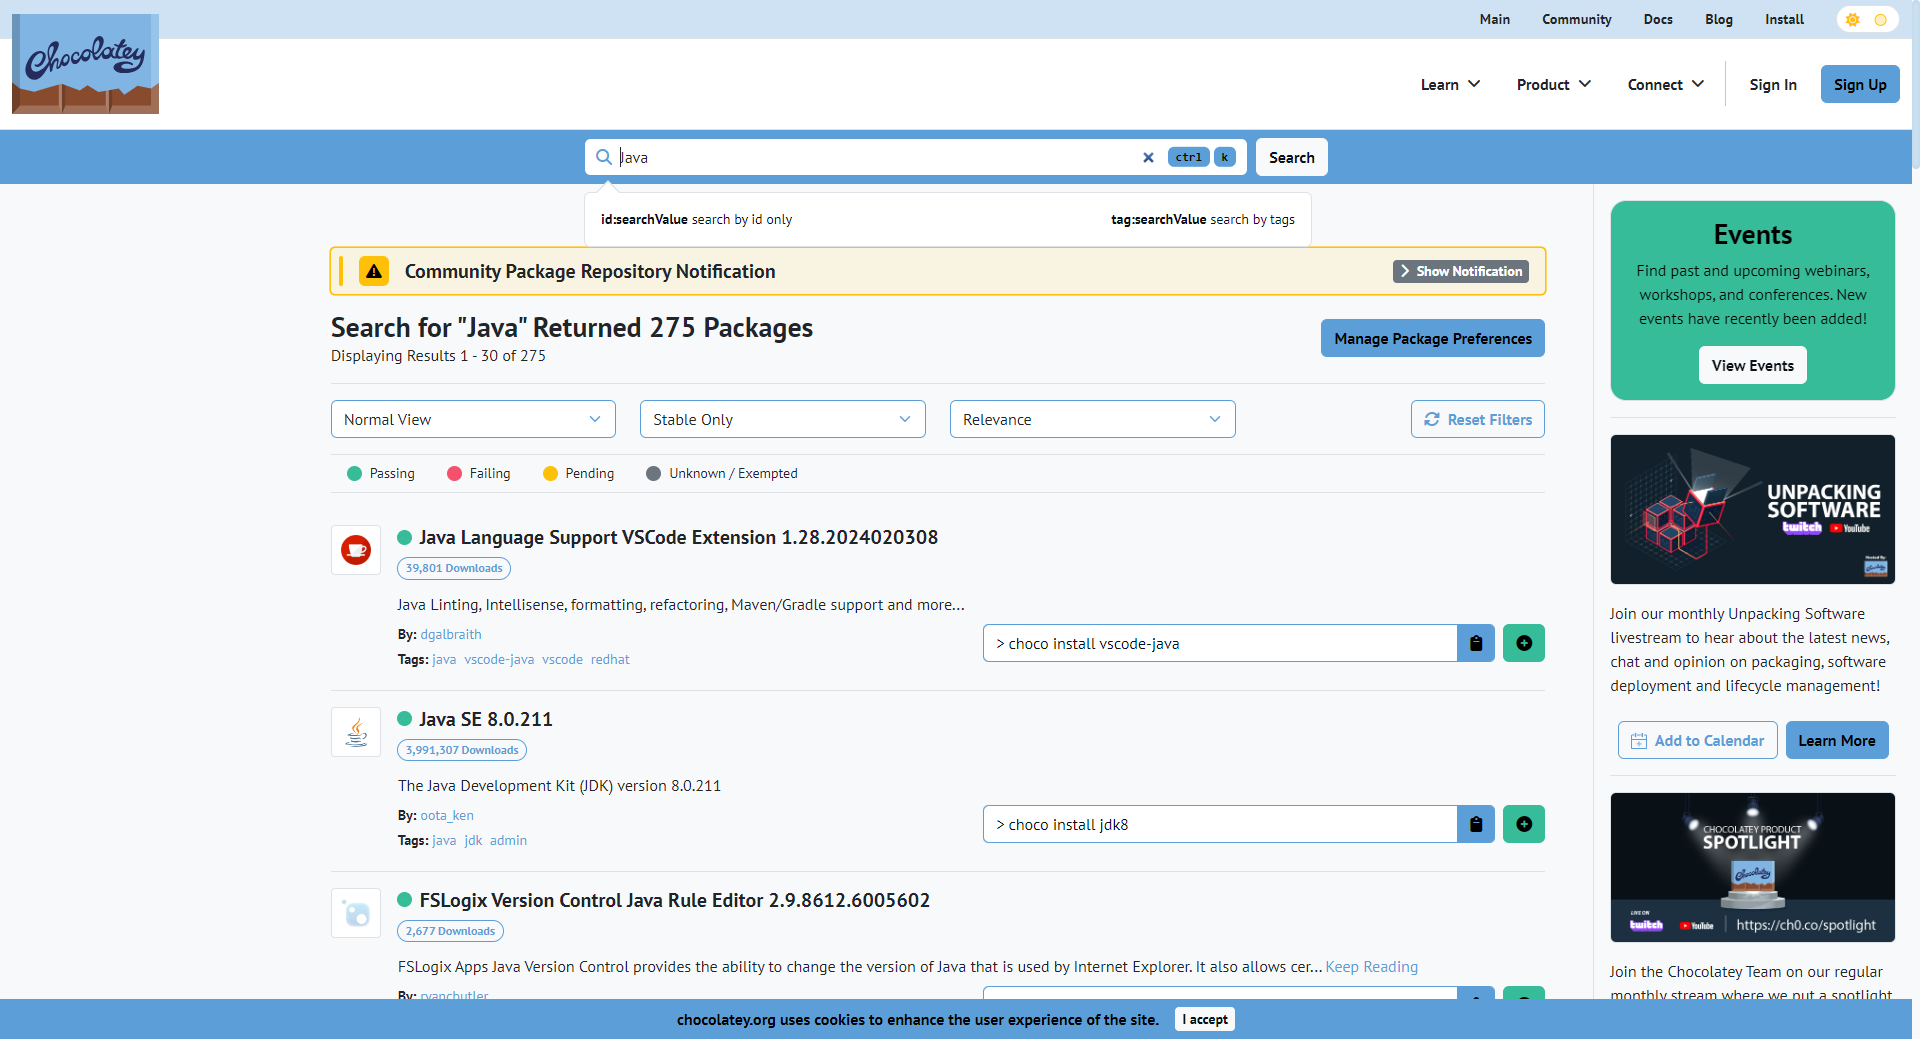 Main Community Docs Blog Install
Chocolatey
Learn Product Connect Sign In Sign Up
Java ctrl k Search
id:searchValue search by id only tag:searchValue search by tags
Community Package Repository Notification Show Notification
Search for "Java" Returned 275 Packages
Displaying Results 1 - 30 of 275
Manage Package Preferences
Normal View Stable Only Relevance Reset Filters
Passing Failing Pending Unknown / Exempted
Java Language Support VSCode Extension 1.28.2024020308
39,801 Downloads
Java Linting, Intellisense, formatting, refactoring, Maven/Gradle support and more...
By: dgalbraith
Tags: java vscode-java vscode redhat
> choco install vscode-java
Java SE 8.0.211
3,991,307 Downloads
The Java Development Kit (JDK) version 8.0.211
By: oota_ken
Tags: java jdk admin
> choco install jdk8
FSLogix Version Control Java Rule Editor 2.9.8612.6005602
2,677 Downloads
FSLogix Apps Java Version Control provides the ability to change the version of Java that is used by Internet Explorer. It also allows cer... Keep Reading
By: ryanbutler
Events
Find past and upcoming webinars,
workshops, and conferences. New
events have recently been added!
View Events
UNPACKING
SOFTWARE
twitch YouTube
Hosted By:
Chocolatey
Join our monthly Unpacking Software
livestream to hear about the latest news,
chat and opinion on packaging, software
deployment and lifecycle management!
Add to Calendar Learn More
CHOCOLATEY PRODUCT
SPOTLIGHT
Chocolatey
LIVE ON
twitch YouTube https://ch0.co/spotlight
Join the Chocolatey Team on our regular
monthly stream where we put a spotlight
chocolatey.org uses cookies to enhance the user experience of the site. I accept